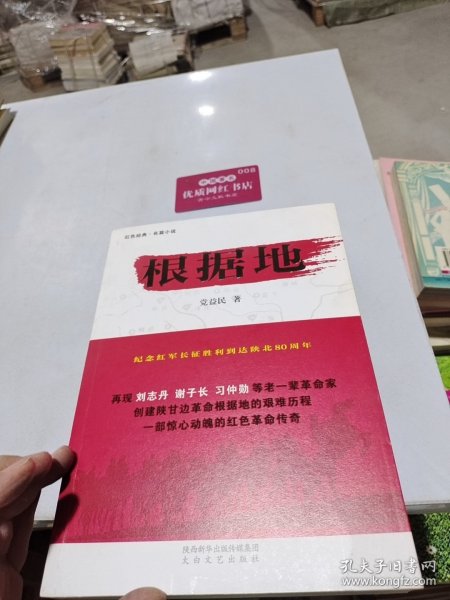 008
中国書店
优质网红书店
红色经典·长篇小说
根据地
党益民 著
纪念红军长征胜利到达陕北80周年
再现 刘志丹 谢子长 习仲勋 等老一辈革命家
创建陕甘边革命根据地的艰难历程
一部惊心动魄的红色革命传奇
陕西新华出版传媒集团
太白文艺出版社
孔夫子旧书网
www.kongfz.com